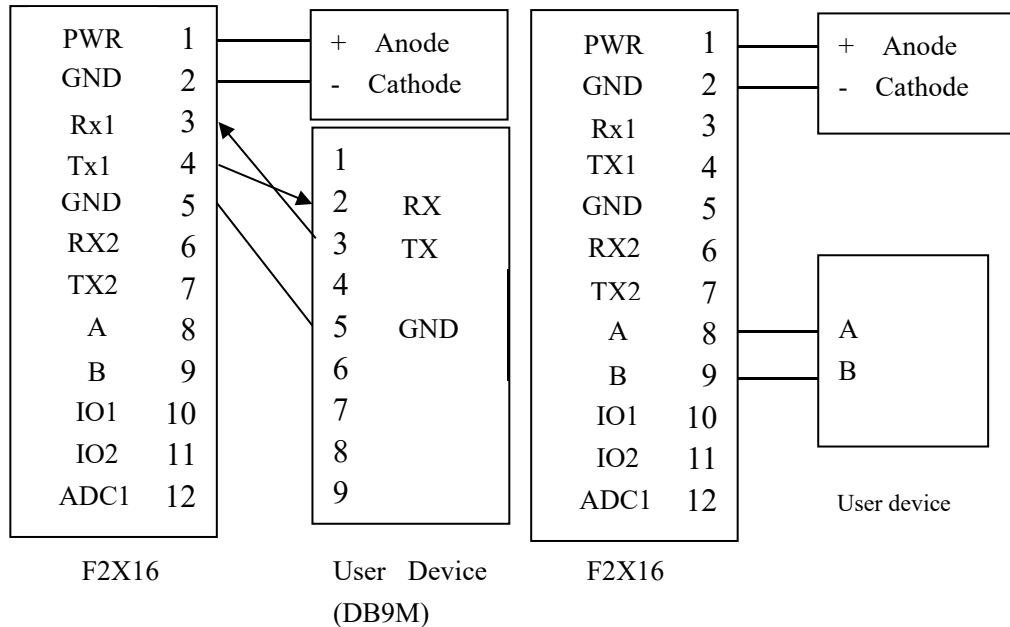 PWR 1
GND 2
Rx1 3
Tx1 4
GND 5
RX2 6
TX2 7
A 8
B 9
IO1 10
IO2 11
ADC1 12
F2X16
+ Anode
- Cathode
1
2 RX
3 TX
4
5 GND
6
7
8
9
User Device
(DB9M)
PWR 1
GND 2
Rx1 3
TX1 4
GND 5
RX2 6
TX2 7
A 8
B 9
IO1 10
IO2 11
ADC1 12
F2X16
+ Anode
- Cathode
A
B
User device